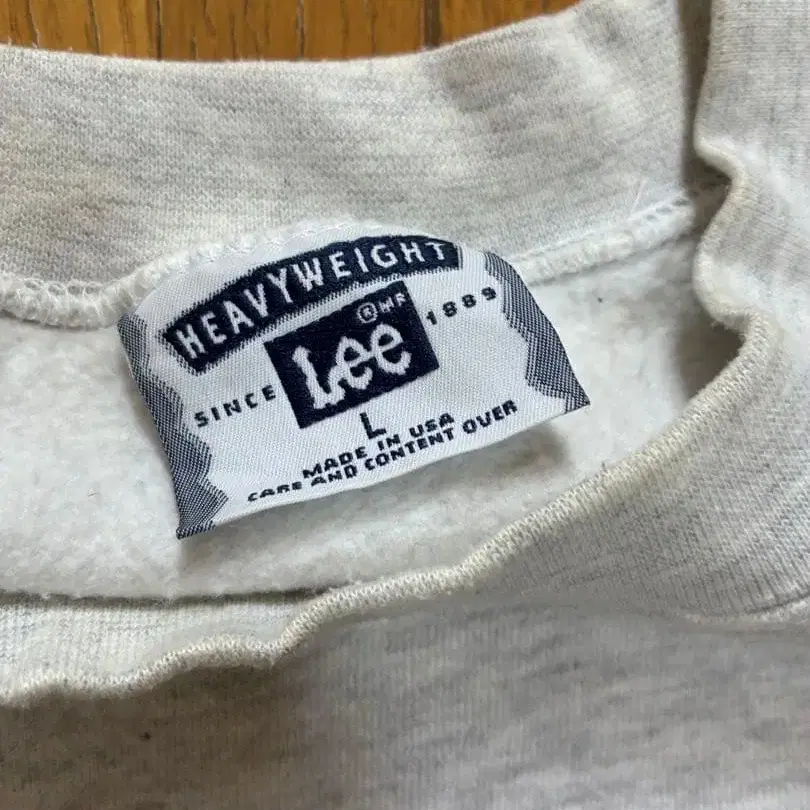 HEAVYWEIGHT
® MR
SINCE Lee 1889
L
MADE IN USA
CARE AND CONTENT OVER